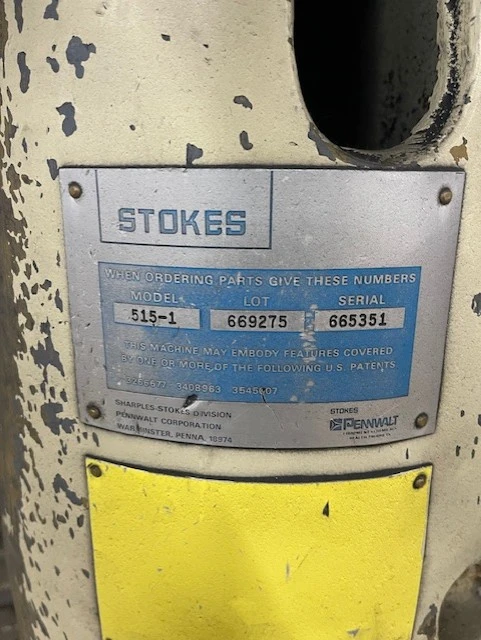 STOKES
WHEN ORDERING PARTS GIVE THESE NUMBERS
MODEL LOT SERIAL
515-1 669275 665351
THIS MACHINE MAY EMBODY FEATURES COVERED
BY ONE OR MORE OF THE FOLLOWING U.S. PATENTS
3408963
SHARPLES-STOKES DIVISION
PENNWALT CORPORATION
WARMINSTER, PENNA. 18974
STOKES
PENNWALT